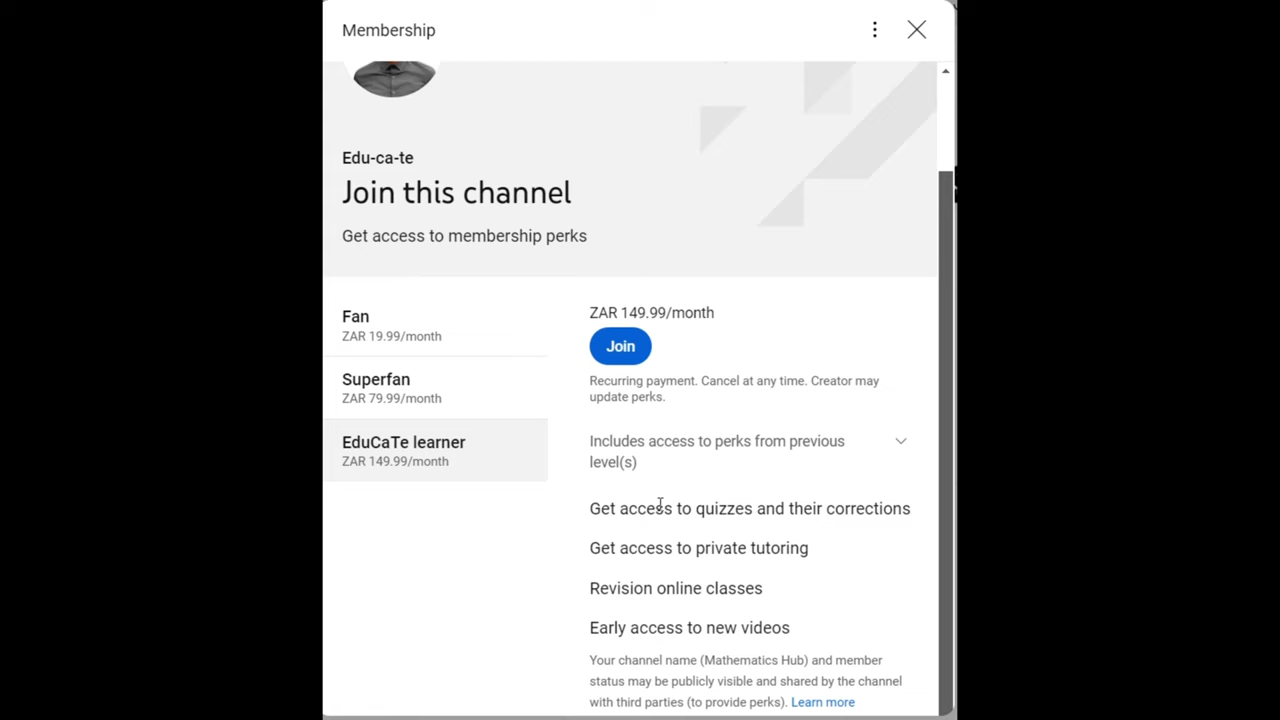 Membership
Edu-ca-te
Join this channel
Get access to membership perks
Fan
ZAR 19.99/month
Superfan
ZAR 79.99/month
EduCaTe learner
ZAR 149.99/month
ZAR 149.99/month
Join
Recurring payment. Cancel at any time. Creator may
update perks.
Includes access to perks from previous
level(s)
Get access to quizzes and their corrections
Get access to private tutoring
Revision online classes
Early access to new videos
Your channel name (Mathematics Hub) and member
status may be publicly visible and shared by the channel
with third parties (to provide perks). Learn more